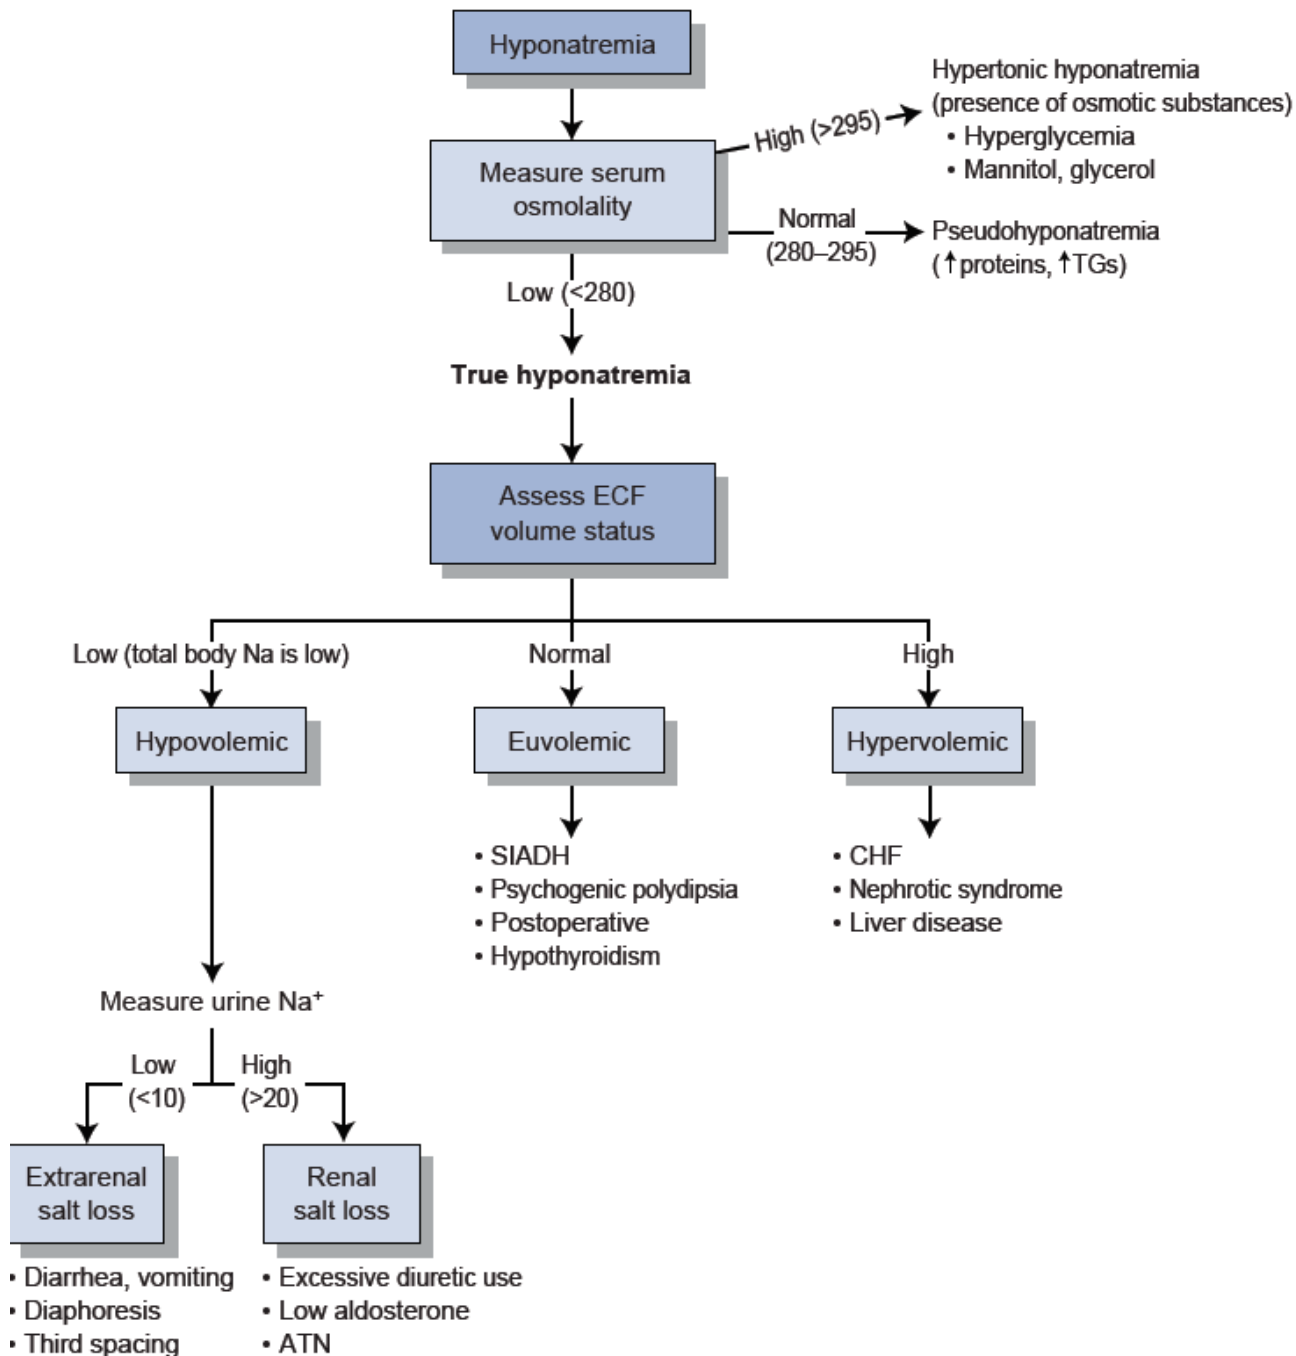 Hyponatremia
Hypertonic hyponatremia
(presence of osmotic substances)
• Hyperglycemia
• Mannitol, glycerol
High (>295)
Measure serum
osmolality
Normal
(280–295)
Pseudohyponatremia
(↑proteins, ↑TGs)
Low (<280)
True hyponatremia
Assess ECF
volume status
Low (total body Na is low)
Normal
High
Hypovolemic
Euvolemic
Hypervolemic
• SIADH
• Psychogenic polydipsia
• Postoperative
• Hypothyroidism
• CHF
• Nephrotic syndrome
• Liver disease
Measure urine Na⁺
Low
(<10)
High
(>20)
Extrarenal
salt loss
Renal
salt loss
• Diarrhea, vomiting
• Diaphoresis
• Third spacing
• Excessive diuretic use
• Low aldosterone
• ATN